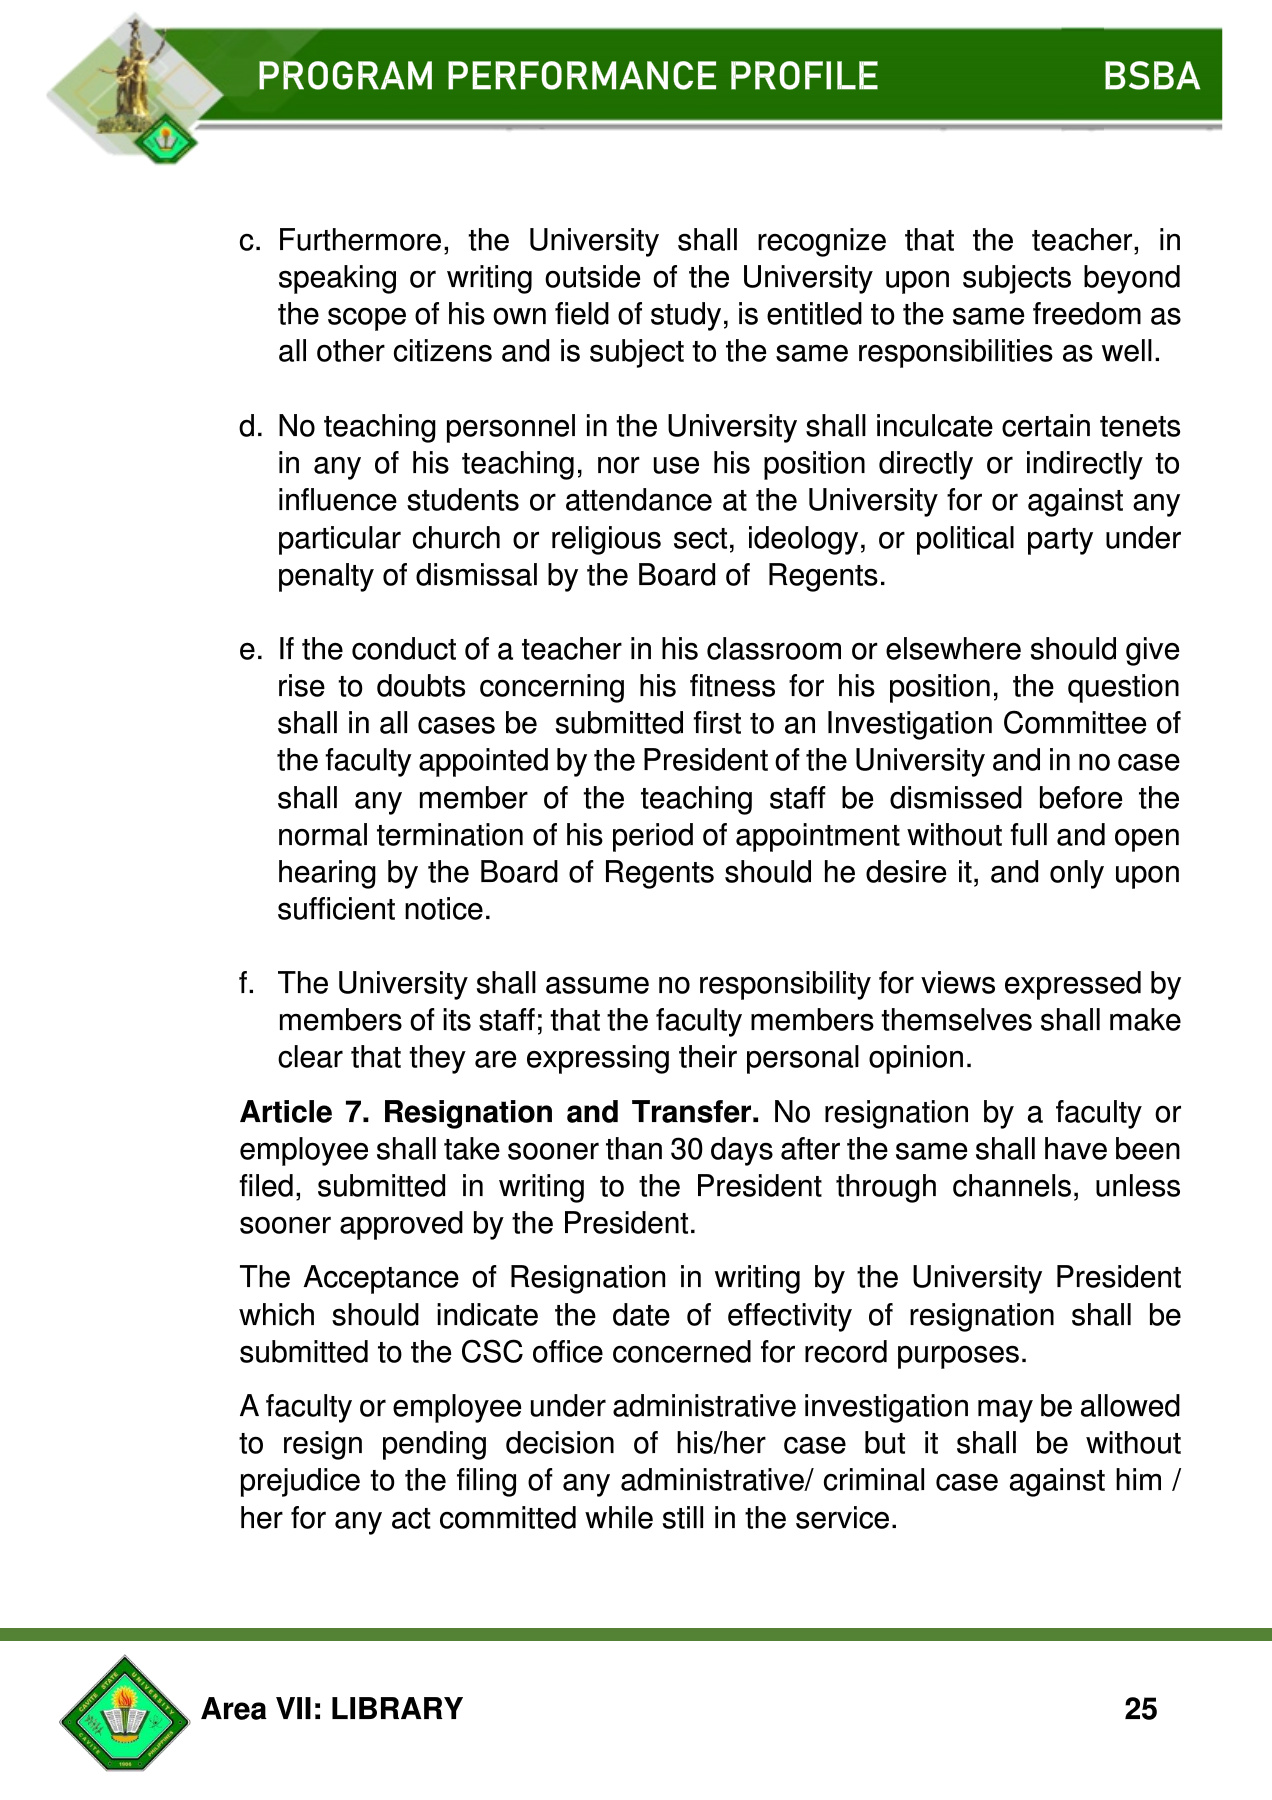 PROGRAM PERFORMANCE PROFILE BSBA
c. Furthermore, the University shall recognize that the teacher, in
speaking or writing outside of the University upon subjects beyond
the scope of his own field of study, is entitled to the same freedom as
all other citizens and is subject to the same responsibilities as well.
d. No teaching personnel in the University shall inculcate certain tenets
in any of his teaching, nor use his position directly or indirectly to
influence students or attendance at the University for or against any
particular church or religious sect, ideology, or political party under
penalty of dismissal by the Board of Regents.
e. If the conduct of a teacher in his classroom or elsewhere should give
rise to doubts concerning his fitness for his position, the question
shall in all cases be submitted first to an Investigation Committee of
the faculty appointed by the President of the University and in no case
shall any member of the teaching staff be dismissed before the
normal termination of his period of appointment without full and open
hearing by the Board of Regents should he desire it, and only upon
sufficient notice.
f. The University shall assume no responsibility for views expressed by
members of its staff; that the faculty members themselves shall make
clear that they are expressing their personal opinion.
Article 7. Resignation and Transfer. No resignation by a faculty or
employee shall take sooner than 30 days after the same shall have been
filed, submitted in writing to the President through channels, unless
sooner approved by the President.
The Acceptance of Resignation in writing by the University President
which should indicate the date of effectivity of resignation shall be
submitted to the CSC office concerned for record purposes.
A faculty or employee under administrative investigation may be allowed
to resign pending decision of his/her case but it shall be without
prejudice to the filing of any administrative/ criminal case against him /
her for any act committed while still in the service.
CAVITE STATE UNIVERSITY
CAVITE 1906 PHILIPPINES
Area VII: LIBRARY 25